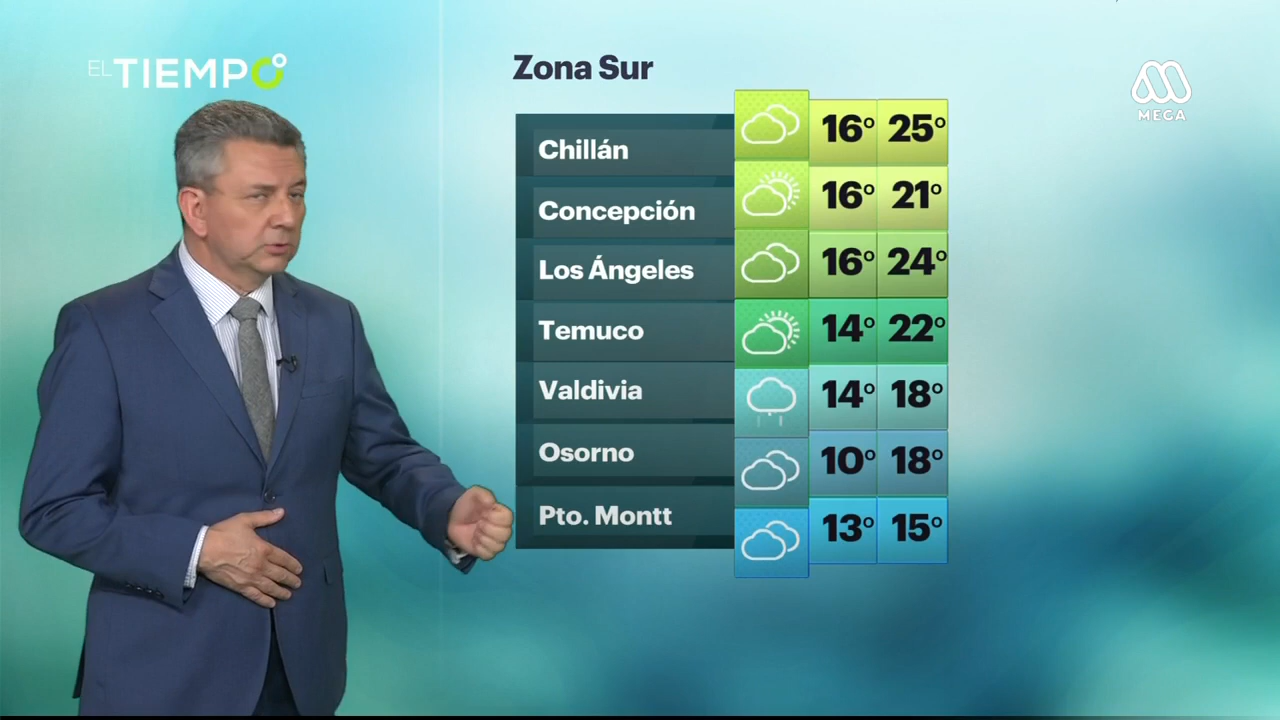 EL TIEMPO
Zona Sur
MEGA
Chillán 16° 25°
Concepción 16° 21°
Los Ángeles 16° 24°
Temuco 14° 22°
Valdivia 14° 18°
Osorno 10° 18°
Pto. Montt 13° 15°